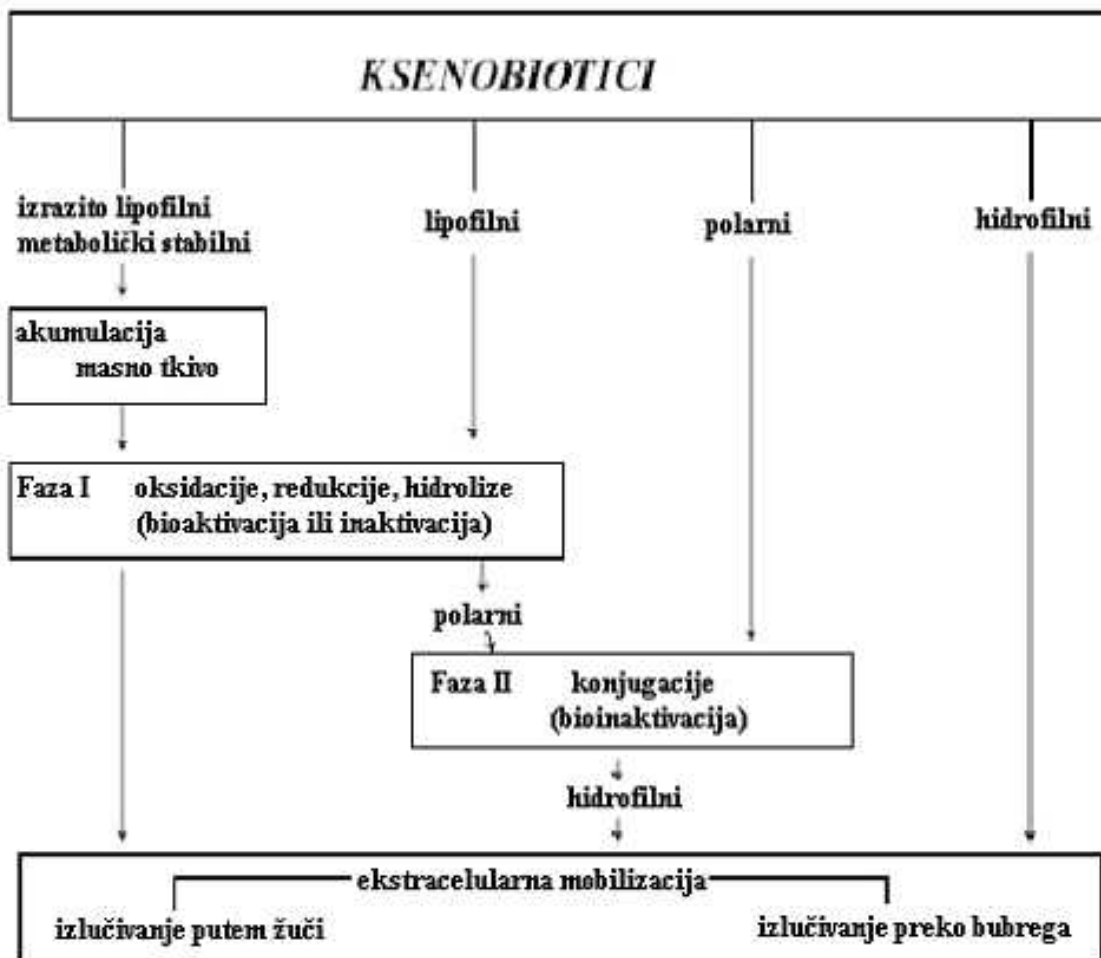 KSENOBIOTICI
izrazito lipofilni
metabolički stabilni
lipofilni
polarni
hidrofilni
akumulacija
masno tkivo
Faza I oksidacije, redukcije, hidrolize
(bioaktivacija ili inaktivacija)
polarni
Faza II konjugacije
(bioinaktivacija)
hidrofilni
ekstracelularna mobilizacija
izlučivanje putem žuči
izlučivanje preko bubrega